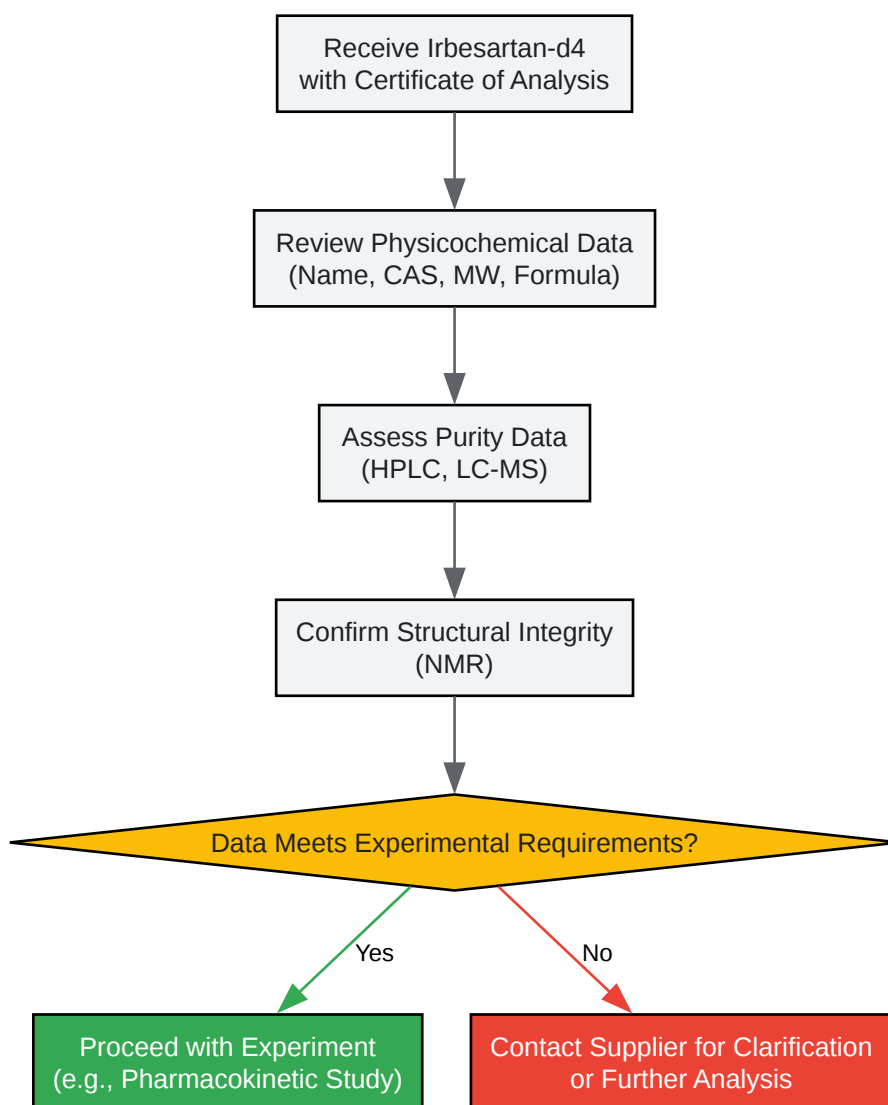 Receive Irbesartan-d4
with Certificate of Analysis
Review Physicochemical Data
(Name, CAS, MW, Formula)
Assess Purity Data
(HPLC, LC-MS)
Confirm Structural Integrity
(NMR)
Data Meets Experimental Requirements?
Yes
No
Proceed with Experiment
(e.g., Pharmacokinetic Study)
Contact Supplier for Clarification
or Further Analysis